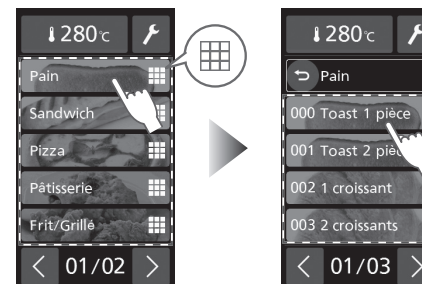 280°C
Pain
Sandwich
Pizza
Pâtisserie
Frit/Grillé
01/02
280°C
Pain
000 Toast 1 pièce
001 Toast 2 pièc
002 1 croissant
003 2 croissants
01/03